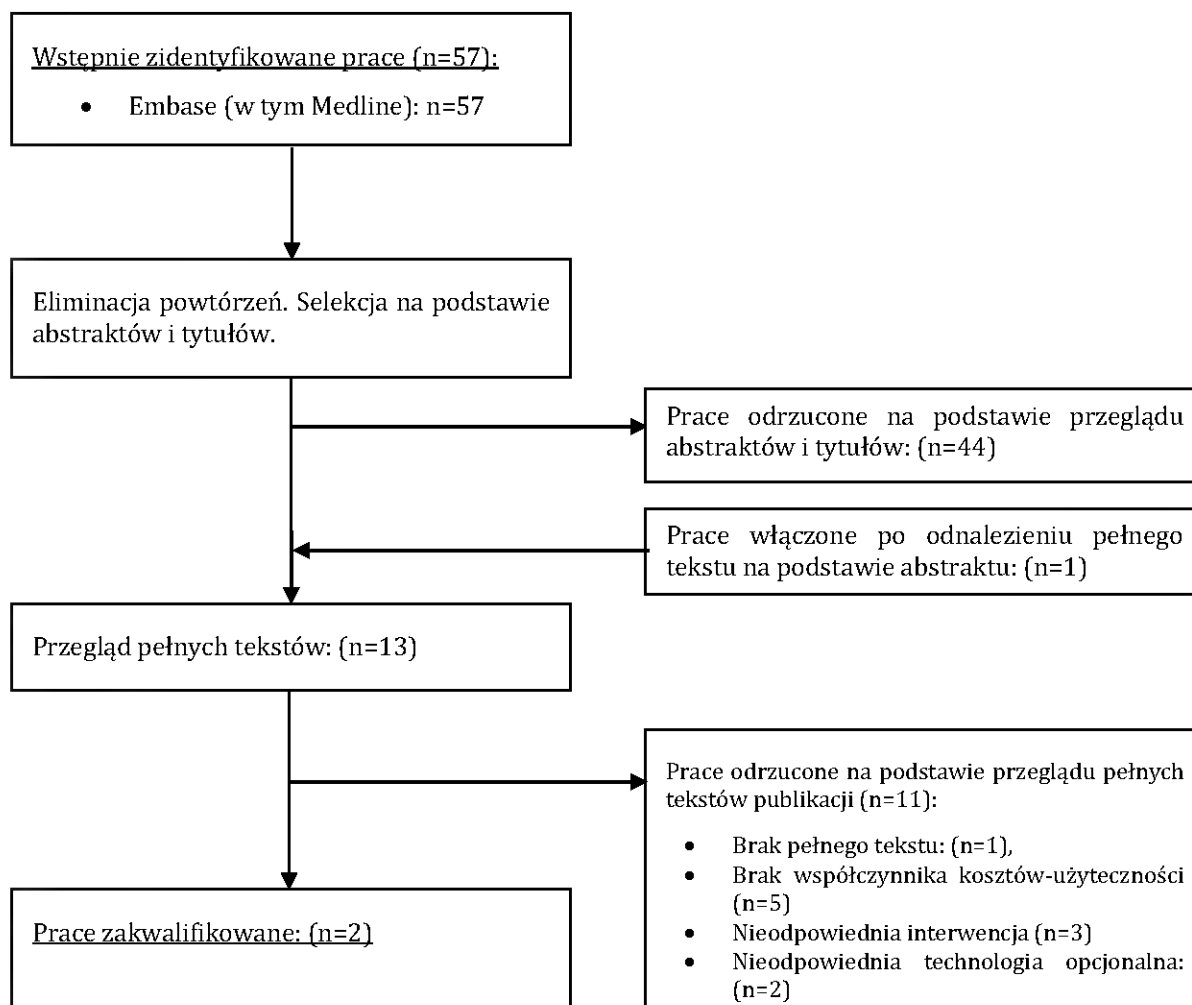 Wstępnie zidentyfikowane prace (n=57):
• Embase (w tym Medline): n=57
Eliminacja powtórzeń. Selekcja na podstawie
abstraktów i tytułów.
Prace odrzucone na podstawie przeglądu
abstraktów i tytułów: (n=44)
Prace włączone po odnalezieniu pełnego
tekstu na podstawie abstraktu: (n=1)
Przegląd pełnych tekstów: (n=13)
Prace odrzucone na podstawie przeglądu pełnych
tekstów publikacji (n=11):
• Brak pełnego tekstu: (n=1),
• Brak współczynnika kosztów-użyteczności
(n=5)
• Nieodpowiednia interwencja (n=3)
• Nieodpowiednia technologia opcjonalna:
(n=2)
Prace zakwalifikowane: (n=2)